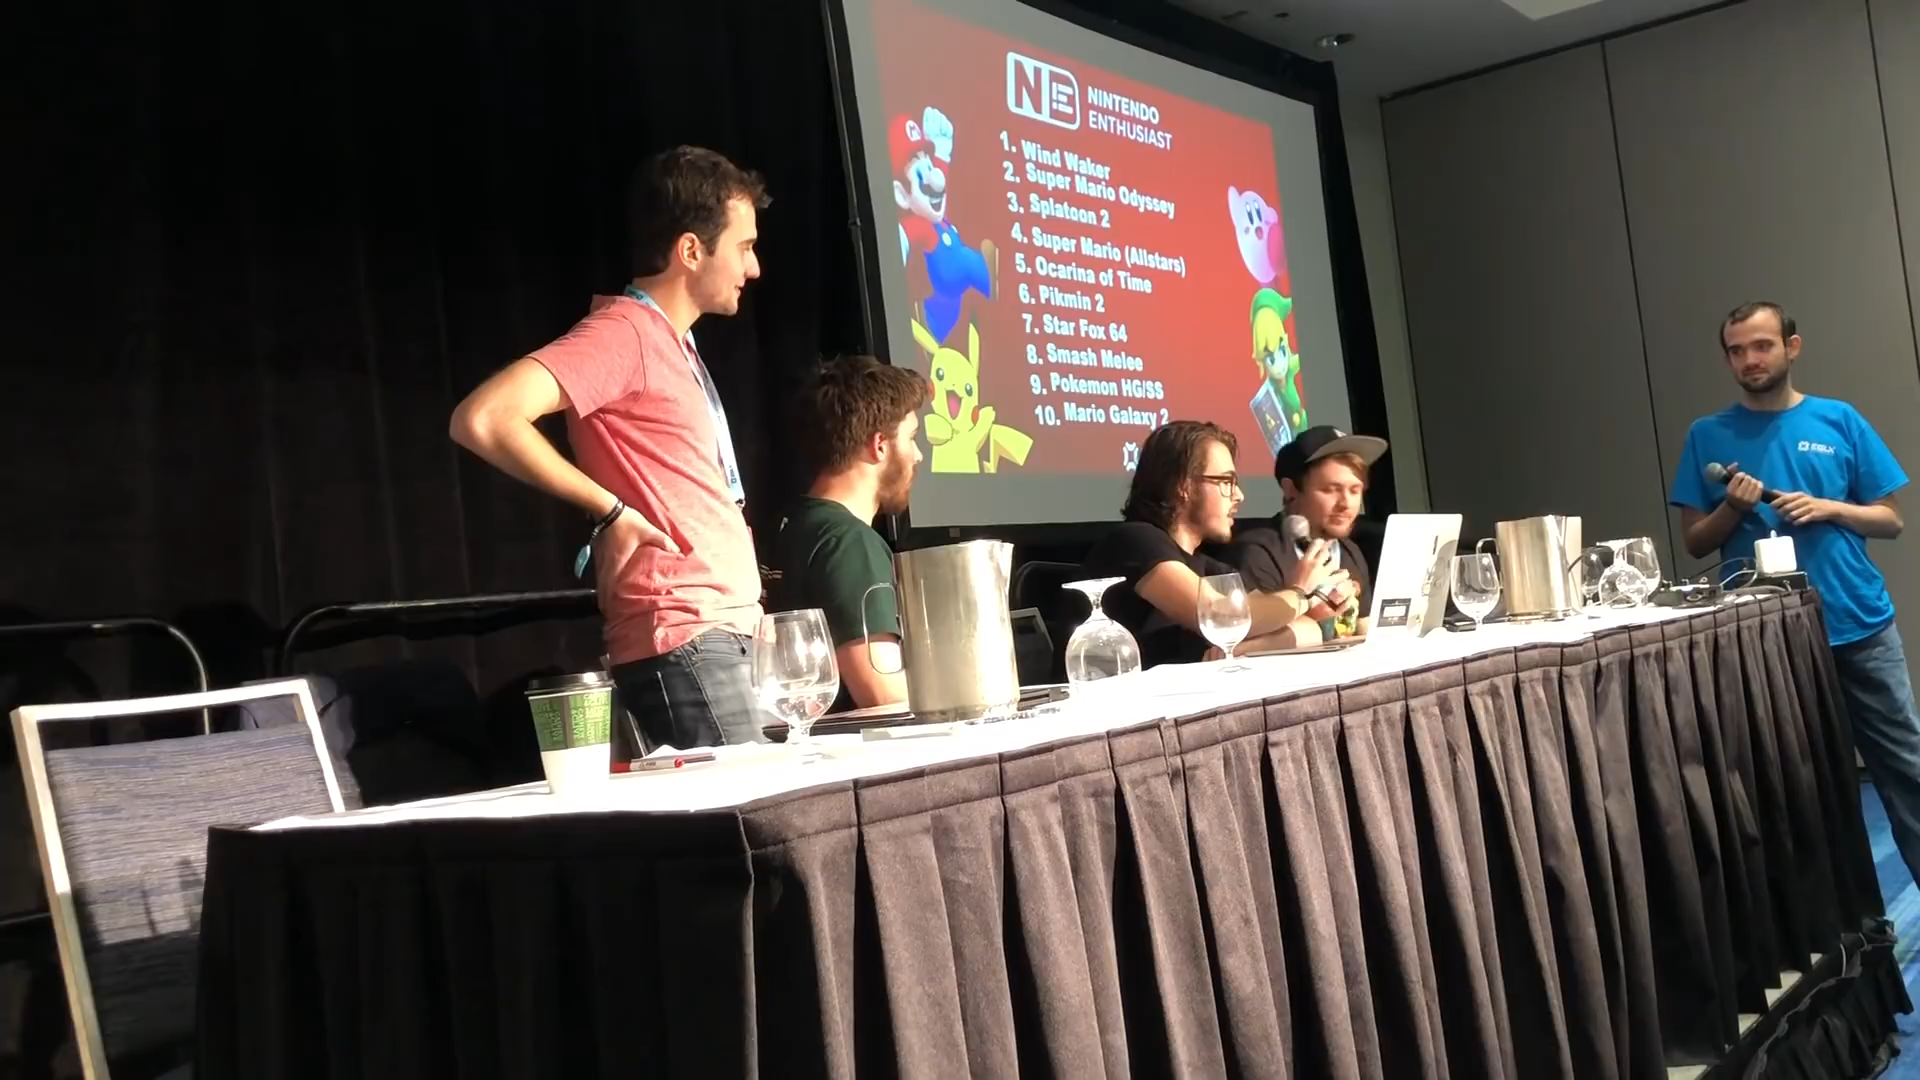 NE NINTENDO
ENTHUSIAST
1. Wind Waker
2. Super Mario Odyssey
3. Splatoon 2
4. Super Mario (Allstars)
5. Ocarina of Time
6. Pikmin 2
7. Star Fox 64
8. Smash Melee
9. Pokemon HG/SS
10. Mario Galaxy 2
M